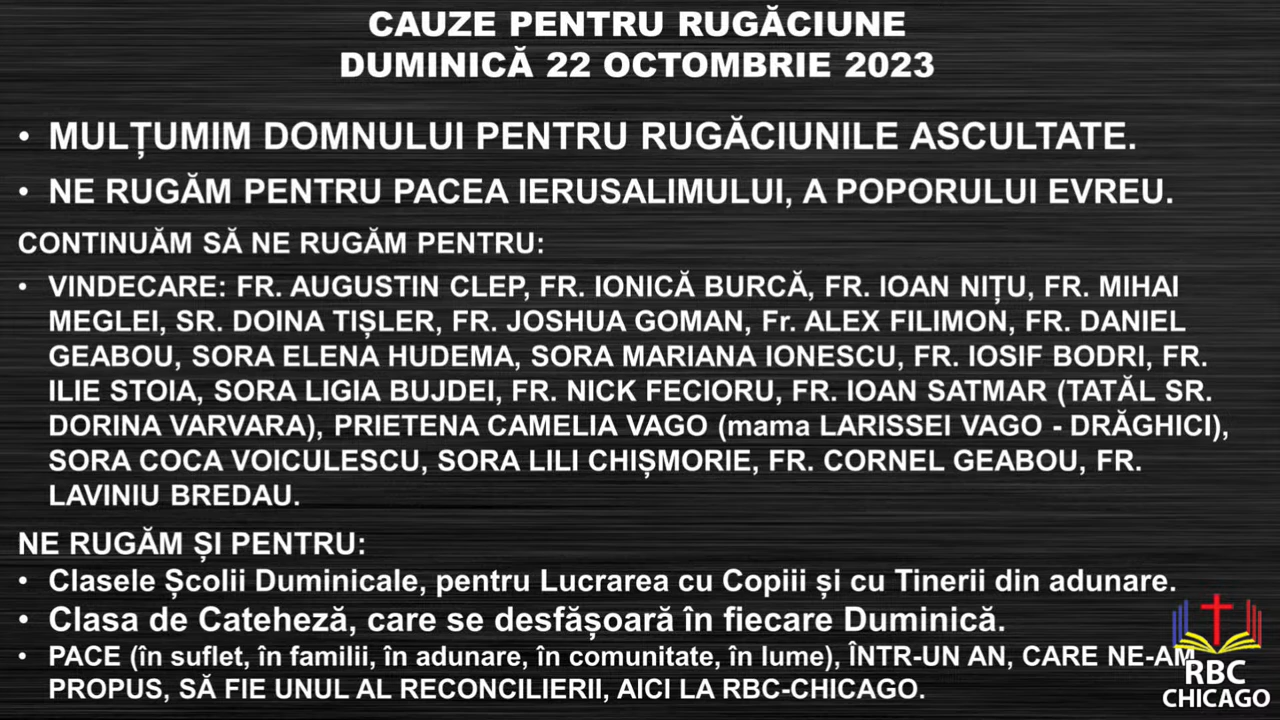 CAUZE PENTRU RUGĂCIUNE
DUMINICĂ 22 OCTOMBRIE 2023
• MULȚUMIM DOMNULUI PENTRU RUGĂCIUNILE ASCULTATE.
• NE RUGĂM PENTRU PACEA IERUSALIMULUI, A POPORULUI EVREU.
CONTINUĂM SĂ NE RUGĂM PENTRU:
• VINDECARE: FR. AUGUSTIN CLEP, FR. IONICĂ BURCĂ, FR. IOAN NIȚU, FR. MIHAI
MEGLEI, SR. DOINA TIȘLER, FR. JOSHUA GOMAN, Fr. ALEX FILIMON, FR. DANIEL
GEABOU, SORA ELENA HUDEMA, SORA MARIANA IONESCU, FR. IOSIF BODRI, FR.
ILIE STOIA, SORA LIGIA BUJDEI, FR. NICK FECIORU, FR. IOAN SATMAR (TATĂL SR.
DORINA VARVARA), PRIETENA CAMELIA VAGO (mama LARISSEI VAGO - DRĂGHICI),
SORA COCA VOICULESCU, SORA LILI CHIȘMORIE, FR. CORNEL GEABOU, FR.
LAVINIU BREDAU.
NE RUGĂM ȘI PENTRU:
• Clasele Școlii Duminicale, pentru Lucrarea cu Copiii și cu Tinerii din adunare.
• Clasa de Cateheză, care se desfășoară în fiecare Duminică.
• PACE (în suflet, în familii, în adunare, în comunitate, în lume), ÎNTR-UN AN, CARE NE-AM
PROPUS, SĂ FIE UNUL AL RECONCILIERII, AICI LA RBC-CHICAGO.
RBC
CHICAGO